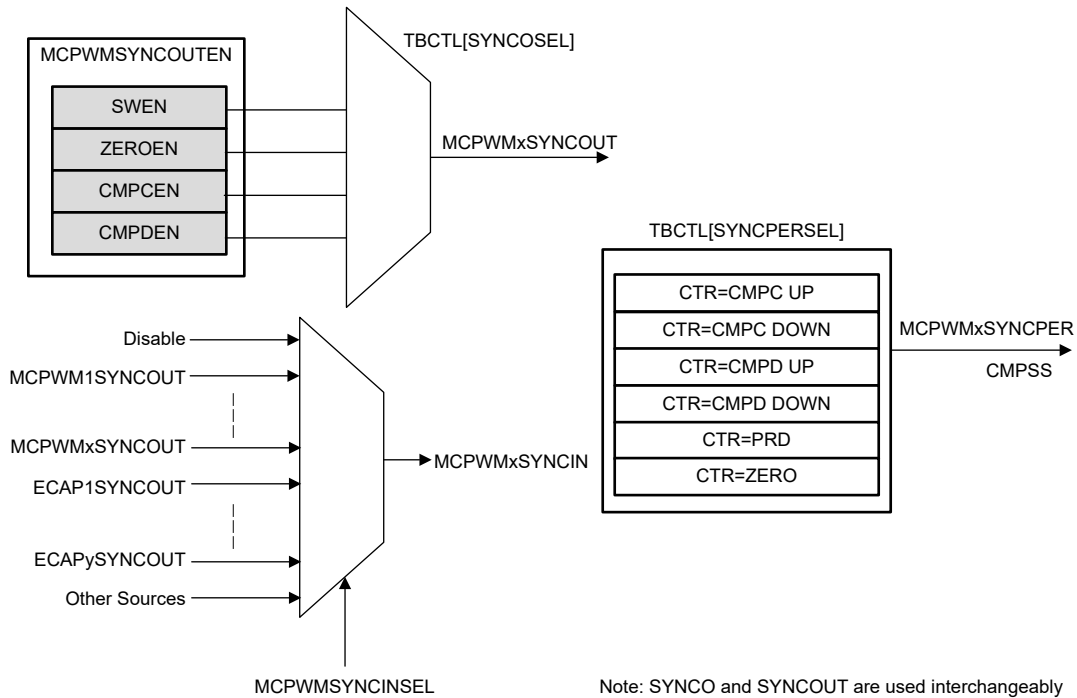 MCPWMSYNCOUTEN
SWEN
ZEROEN
CMPCEN
CMPDEN
TBCTL[SYNCOSEL]
MCPWMxSYNCOUT
Disable
MCPWM1SYNCOUT
MCPWMxSYNCOUT
ECAP1SYNCOUT
ECAPySYNCOUT
Other Sources
MCPWMxSYNCIN
MCPWMSYNCINSEL
TBCTL[SYNCPERSEL]
CTR=CMPC UP
CTR=CMPC DOWN
CTR=CMPD UP
CTR=CMPD DOWN
CTR=PRD
CTR=ZERO
MCPWMxSYNCPER
CMPSS
Note: SYNCO and SYNCOUT are used interchangeably